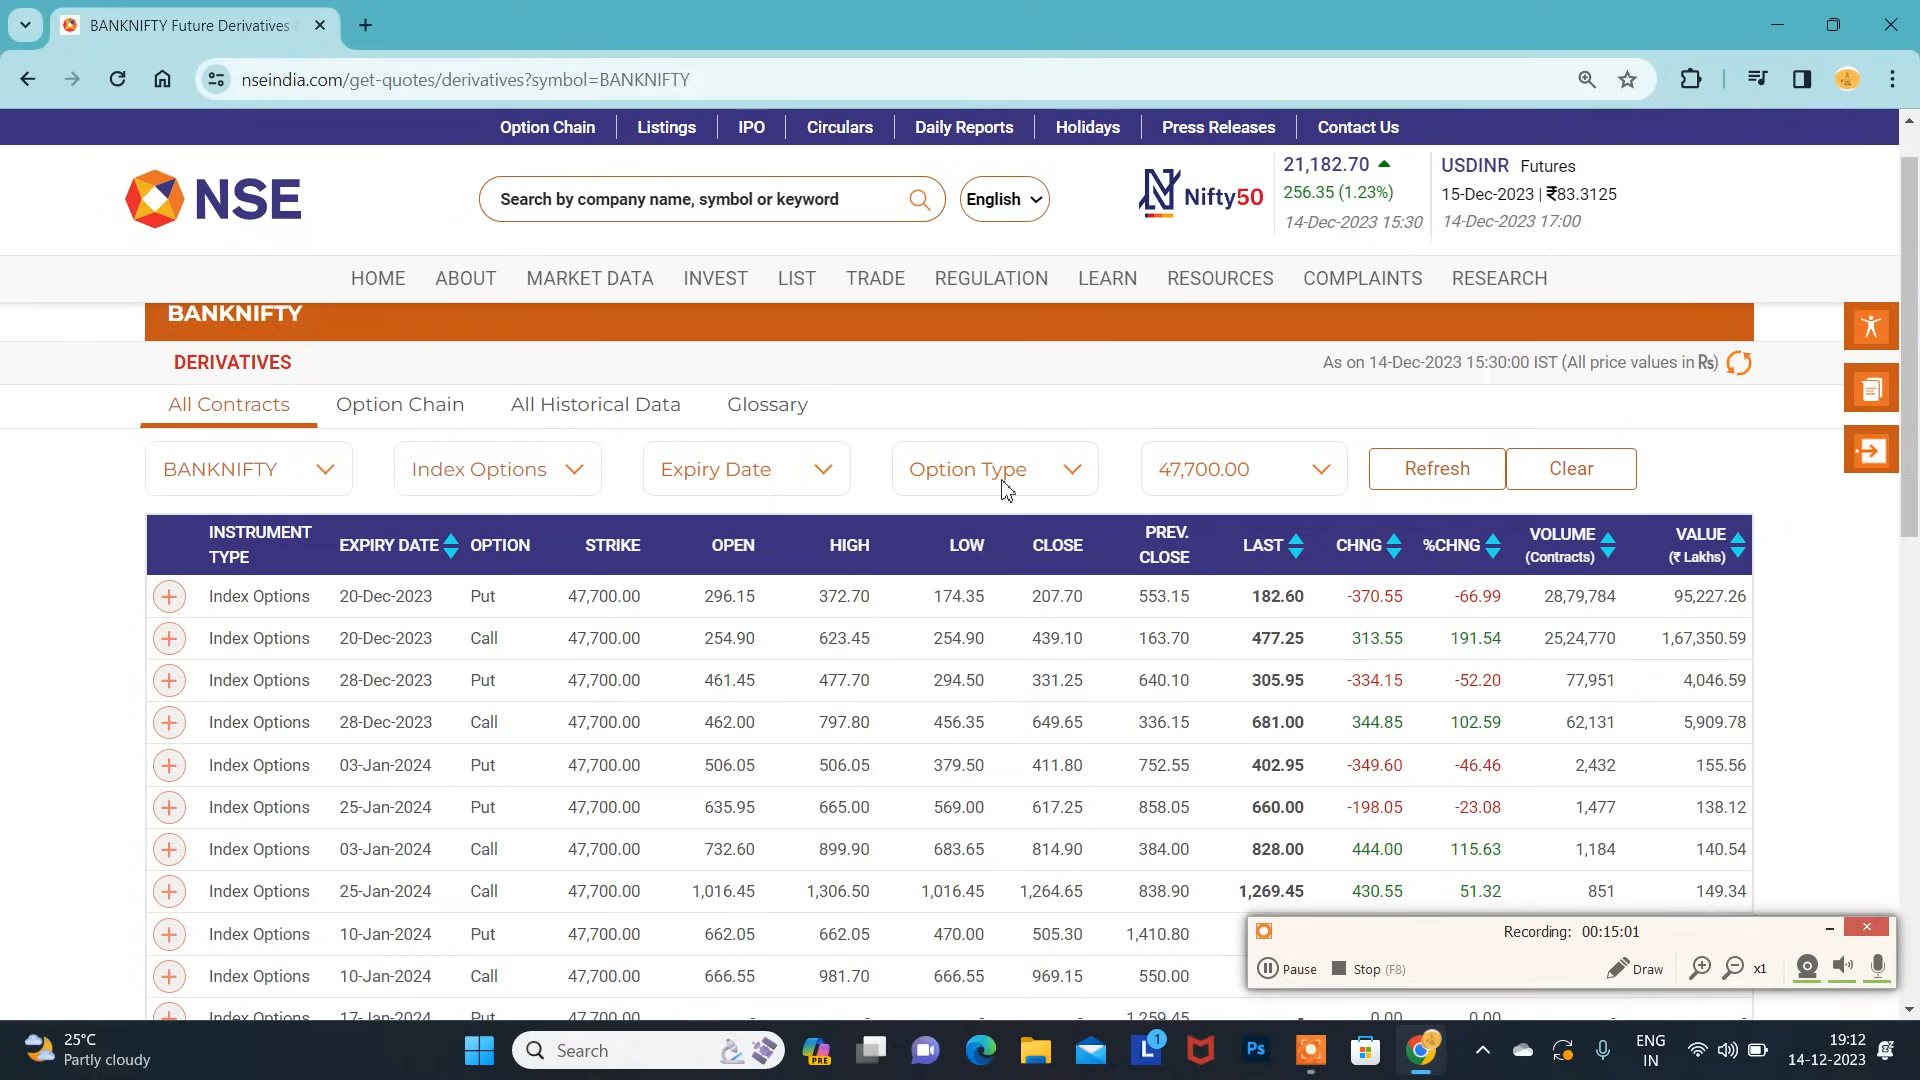 BANKNIFTY Future Derivatives
nseindia.com/get-quotes/derivatives?symbol=BANKNIFTY
Option Chain Listings IPO Circulars Daily Reports Holidays Press Releases Contact Us
NSE
Search by company name, symbol or keyword
English
Nifty50
21,182.70
256.35 (1.23%)
14-Dec-2023 15:30
USDINR Futures
15-Dec-2023 | ₹83.3125
14-Dec-2023 17:00
HOME ABOUT MARKET DATA INVEST LIST TRADE REGULATION LEARN RESOURCES COMPLAINTS RESEARCH
BANKNIFTY
DERIVATIVES As on 14-Dec-2023 15:30:00 IST (All price values in Rs)
All Contracts Option Chain All Historical Data Glossary
BANKNIFTY Index Options Expiry Date Option Type 47,700.00 Refresh Clear
INSTRUMENT TYPE EXPIRY DATE OPTION STRIKE OPEN HIGH LOW CLOSE PREV. CLOSE LAST CHNG %CHNG VOLUME (Contracts) VALUE (₹ Lakhs)
Index Options 20-Dec-2023 Put 47,700.00 296.15 372.70 174.35 207.70 553.15 182.60 -370.55 -66.99 28,79,784 95,227.26
Index Options 20-Dec-2023 Call 47,700.00 254.90 623.45 254.90 439.10 163.70 477.25 313.55 191.54 25,24,770 1,67,350.59
Index Options 28-Dec-2023 Put 47,700.00 461.45 477.70 294.50 331.25 640.10 305.95 -334.15 -52.20 77,951 4,046.59
Index Options 28-Dec-2023 Call 47,700.00 462.00 797.80 456.35 649.65 336.15 681.00 344.85 102.59 62,131 5,909.78
Index Options 03-Jan-2024 Put 47,700.00 506.05 506.05 379.50 411.80 752.55 402.95 -349.60 -46.46 2,432 155.56
Index Options 25-Jan-2024 Put 47,700.00 635.95 665.00 569.00 617.25 858.05 660.00 -198.05 -23.08 1,477 138.12
Index Options 03-Jan-2024 Call 47,700.00 732.60 899.90 683.65 814.90 384.00 828.00 444.00 115.63 1,184 140.54
Index Options 25-Jan-2024 Call 47,700.00 1,016.45 1,306.50 1,016.45 1,264.65 838.90 1,269.45 430.55 51.32 851 149.34
Index Options 10-Jan-2024 Put 47,700.00 662.05 662.05 470.00 505.30 1,410.80
Index Options 10-Jan-2024 Call 47,700.00 666.55 981.70 666.55 969.15 550.00
Index Options 17-Jan-2024 Put 47,700.00 - - - - 1,259.45 - 0.00 0.00 - -
Recording: 00:15:01
Pause Stop (F8) Draw x1
25°C
Partly cloudy
Search
PRE
1
Ps
ENG
IN
19:12
14-12-2023